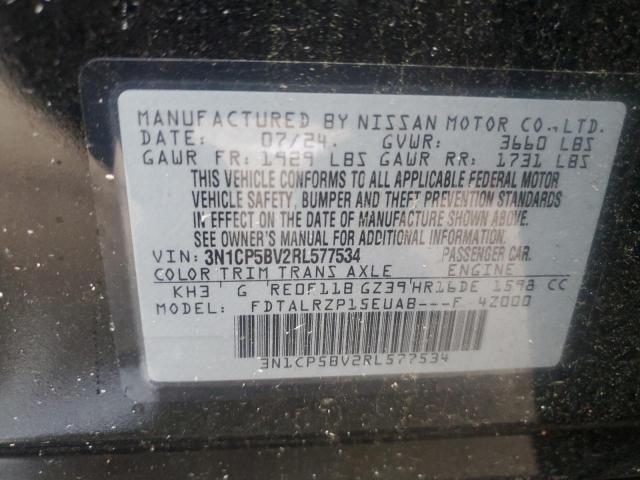 MANUFACTURED BY NISSAN MOTOR CO.,LTD.
DATE: 07/24. GVWR: 3660 LBS
GAWR FR: 1929 LBS GAWR RR: 1731 LBS
THIS VEHICLE CONFORMS TO ALL APPLICABLE FEDERAL MOTOR
VEHICLE SAFETY, BUMPER AND THEFT PREVENTION STANDARDS
IN EFFECT ON THE DATE OF MANUFACTURE SHOWN ABOVE.
SEE OWNER'S MANUAL FOR ADDITIONAL INFORMATION.
VIN: 3N1CP5BV2RL577534 PASSENGER CAR.
COLOR TRIM TRANS AXLE ENGINE
KH3 G RE0F11B GZ39 HR16DE 1598 CC
MODEL: FDTALRZP15EUAB---F 4Z000
3N1CP5BV2RL577534